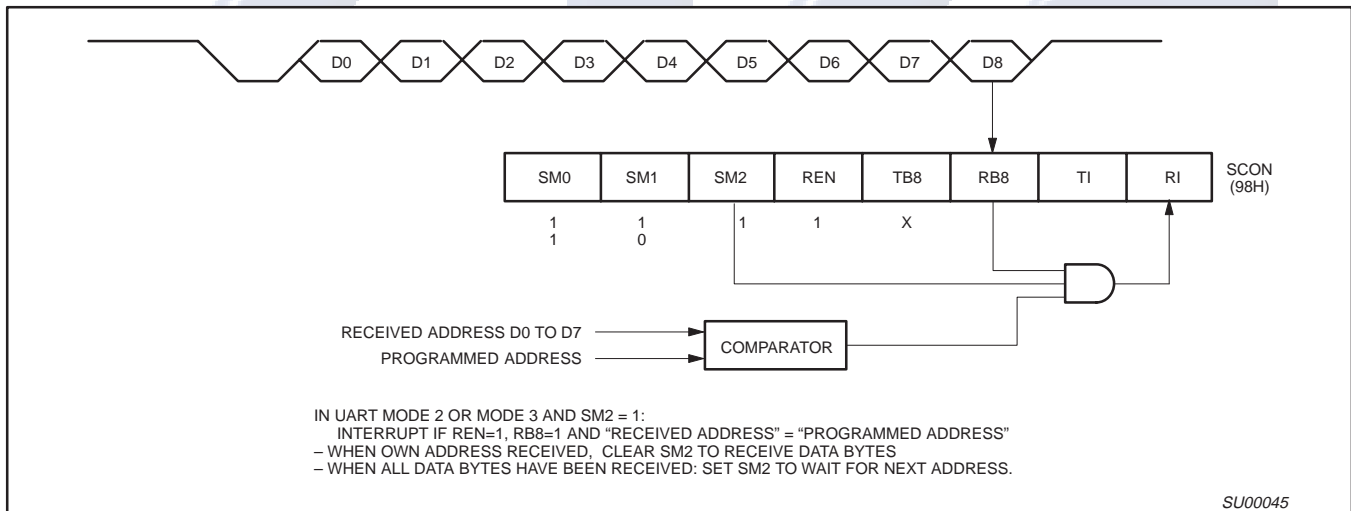 D0 D1 D2 D3 D4 D5 D6 D7 D8
SM0 SM1 SM2 REN TB8 RB8 TI RI SCON
(98H)
1 1 1 1 X
1 0
RECEIVED ADDRESS D0 TO D7
PROGRAMMED ADDRESS
COMPARATOR
IN UART MODE 2 OR MODE 3 AND SM2 = 1:
INTERRUPT IF REN=1, RB8=1 AND “RECEIVED ADDRESS” = “PROGRAMMED ADDRESS”
– WHEN OWN ADDRESS RECEIVED, CLEAR SM2 TO RECEIVE DATA BYTES
– WHEN ALL DATA BYTES HAVE BEEN RECEIVED: SET SM2 TO WAIT FOR NEXT ADDRESS.
SU00045